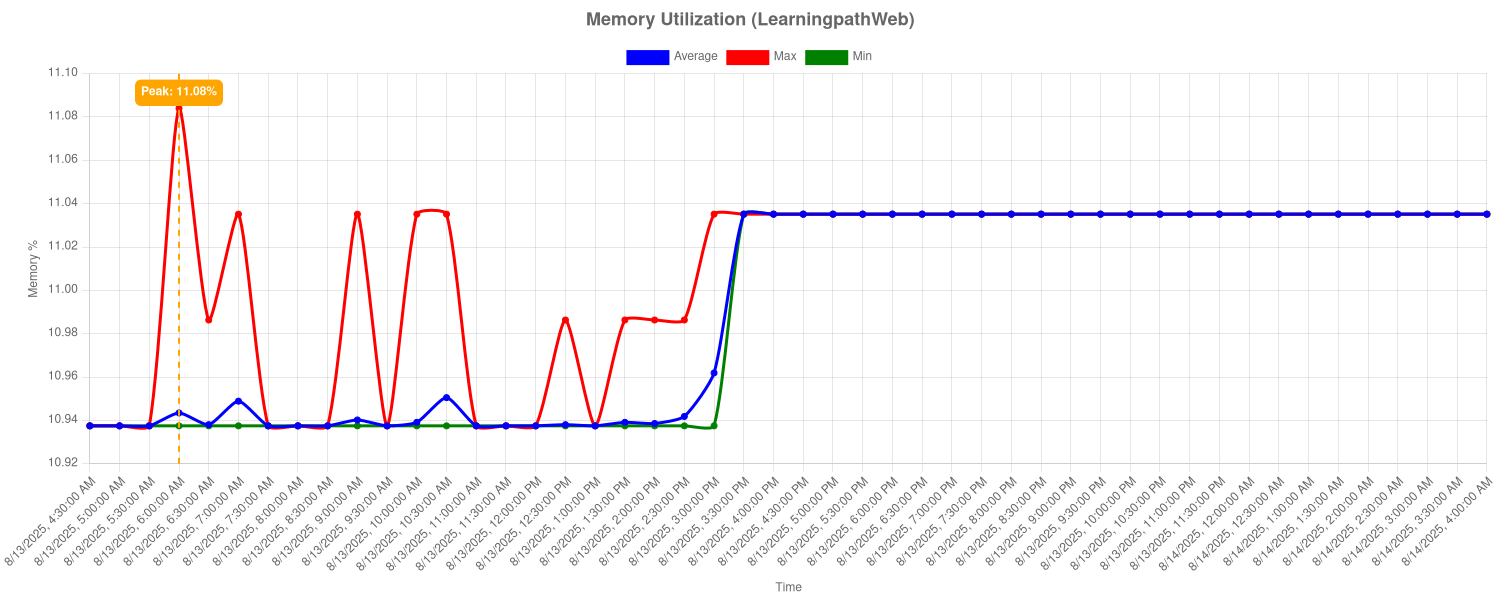 Memory Utilization (LearningpathWeb)
Average Max Min
Peak: 11.08%
11.10
11.08
11.06
11.04
11.02
11.00
10.98
10.96
10.94
10.92
Memory %
8/13/2025, 4:30:00 AM
8/13/2025, 5:00:00 AM
8/13/2025, 5:30:00 AM
8/13/2025, 6:00:00 AM
8/13/2025, 6:30:00 AM
8/13/2025, 7:00:00 AM
8/13/2025, 7:30:00 AM
8/13/2025, 8:00:00 AM
8/13/2025, 8:30:00 AM
8/13/2025, 9:00:00 AM
8/13/2025, 9:30:00 AM
8/13/2025, 10:00:00 AM
8/13/2025, 10:30:00 AM
8/13/2025, 11:00:00 AM
8/13/2025, 11:30:00 AM
8/13/2025, 12:00:00 PM
8/13/2025, 12:30:00 PM
8/13/2025, 1:00:00 PM
8/13/2025, 1:30:00 PM
8/13/2025, 2:00:00 PM
8/13/2025, 2:30:00 PM
8/13/2025, 3:00:00 PM
8/13/2025, 3:30:00 PM
8/13/2025, 4:00:00 PM
8/13/2025, 4:30:00 PM
8/13/2025, 5:00:00 PM
8/13/2025, 5:30:00 PM
8/13/2025, 6:00:00 PM
8/13/2025, 6:30:00 PM
8/13/2025, 7:00:00 PM
8/13/2025, 7:30:00 PM
8/13/2025, 8:00:00 PM
8/13/2025, 8:30:00 PM
8/13/2025, 9:00:00 PM
8/13/2025, 9:30:00 PM
8/13/2025, 10:00:00 PM
8/13/2025, 10:30:00 PM
8/13/2025, 11:00:00 PM
8/13/2025, 11:30:00 PM
8/14/2025, 12:00:00 AM
8/14/2025, 12:30:00 AM
8/14/2025, 1:00:00 AM
8/14/2025, 1:30:00 AM
8/14/2025, 2:00:00 AM
8/14/2025, 2:30:00 AM
8/14/2025, 3:00:00 AM
8/14/2025, 3:30:00 AM
8/14/2025, 4:00:00 AM
Time